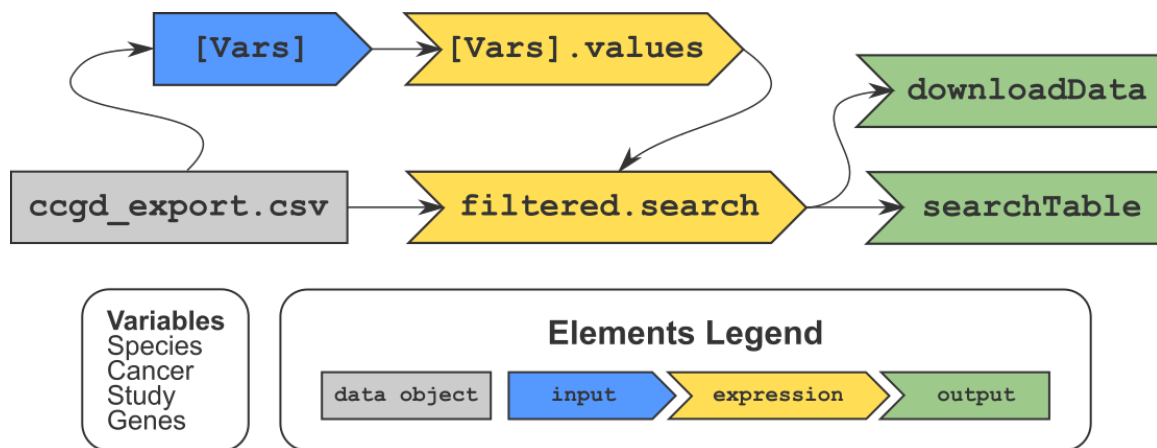 [Vars]
[Vars].values
downloadData
ccgd_export.csv
filtered.search
searchTable
Variables
Species
Cancer
Study
Genes
Elements Legend
data object
input
expression
output